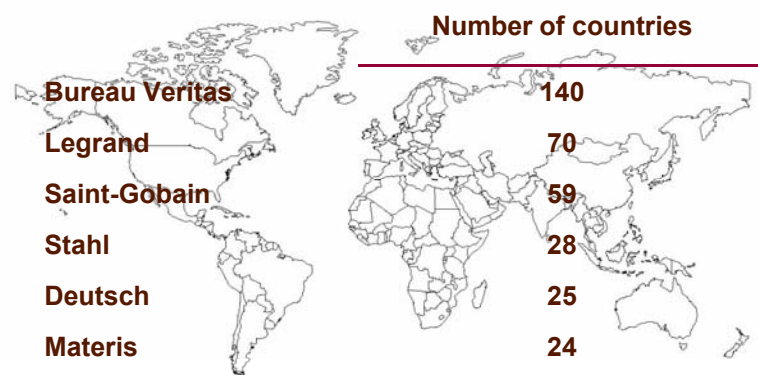 Number of countries
Bureau Veritas 140
Legrand 70
Saint-Gobain 59
Stahl 28
Deutsch 25
Materis 24